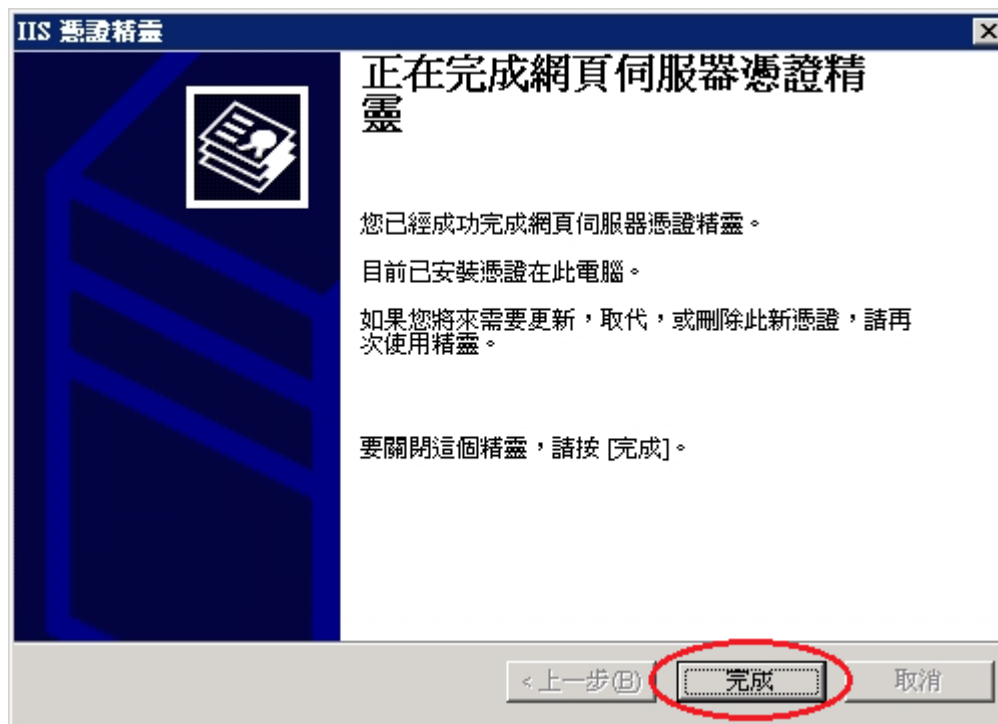 IIS 憑證精靈
正在完成網頁伺服器憑證精
靈
您已經成功完成網頁伺服器憑證精靈。
目前已安裝憑證在此電腦。
如果您將來需要更新，取代，或刪除此新憑證，請再
次使用精靈。
要關閉這個精靈，請按 [完成]。
< 上一步(B)
完成
取消